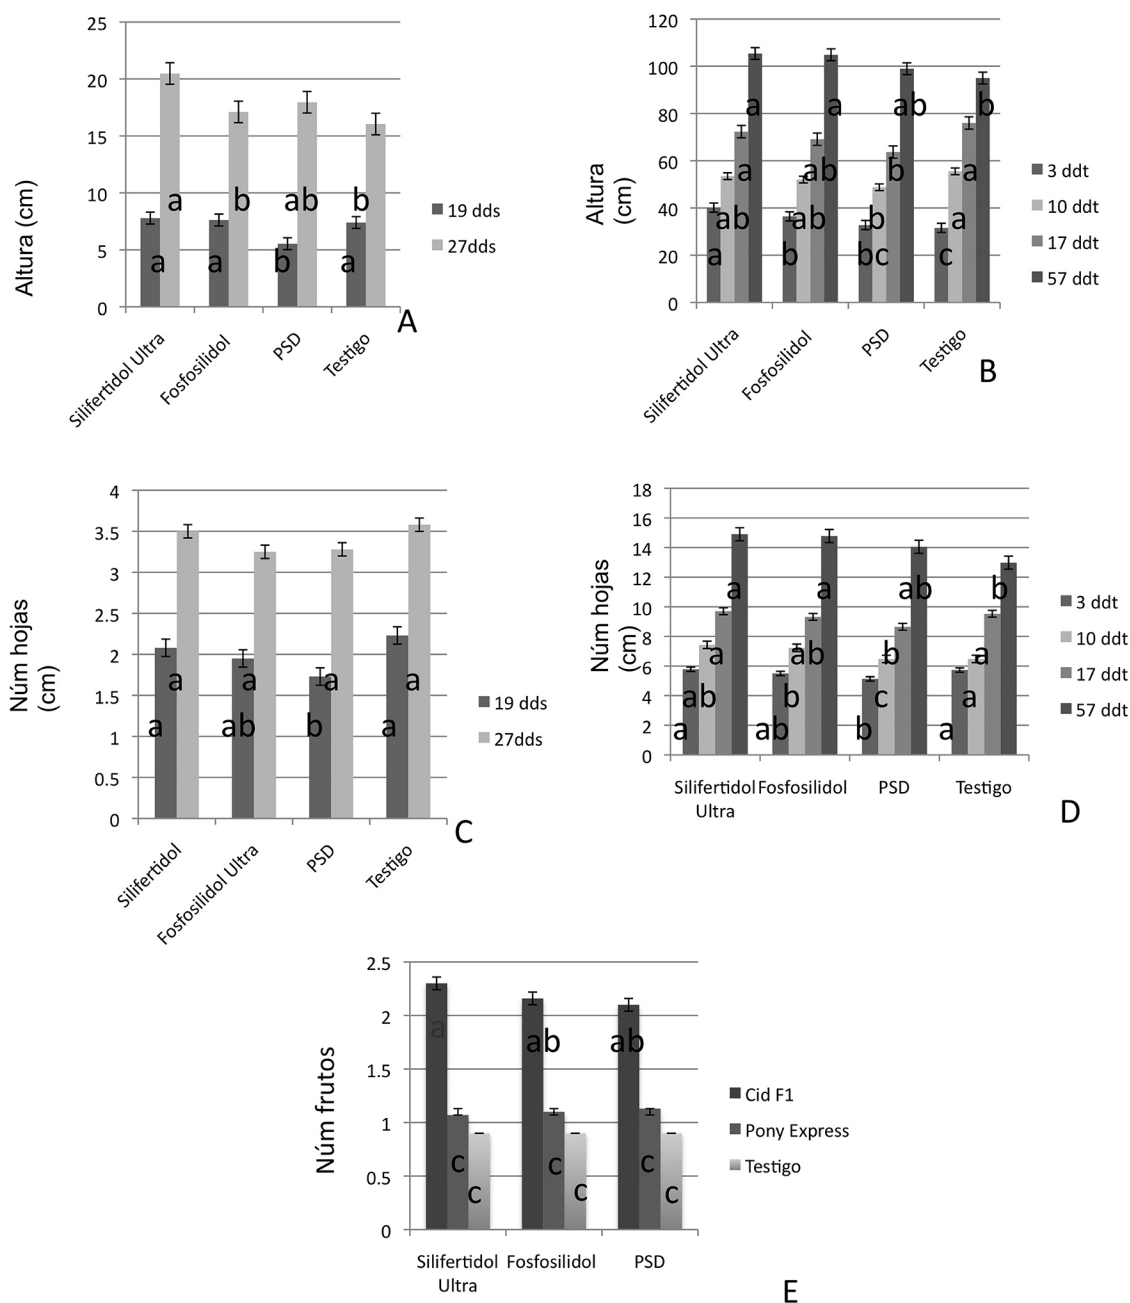 25
20
15
10
5
0
Altura (cm)
a b ab b
a a b a
Silifertidol Ultra
Fosfosilidol
PSD
Testigo
19 dds
27dds
A
120
100
80
60
40
20
0
Altura
(cm)
a a ab b
a ab b a
ab ab b a
a b bc c
Silifertidol Ultra
Fosfosilidol
PSD
Testigo
3 ddt
10 ddt
17 ddt
57 ddt
B
4
3.5
3
2.5
2
1.5
1
0.5
0
Núm hojas
(cm)
a a a a
a ab b a
Silifertidol
Fosfosilidol Ultra
PSD
Testigo
19 dds
27dds
C
18
16
14
12
10
8
6
4
2
0
Núm hojas
(cm)
a a ab b
a ab b a
ab b c a
a ab b a
Silifertidol
Ultra
Fosfosilidol
PSD
Testigo
3 ddt
10 ddt
17 ddt
57 ddt
D
2.5
2
1.5
1
0.5
0
Núm frutos
a ab ab
c c c
c c c
Silifertidol
Ultra
Fosfosilidol
PSD
Cid F1
Pony Express
Testigo
E